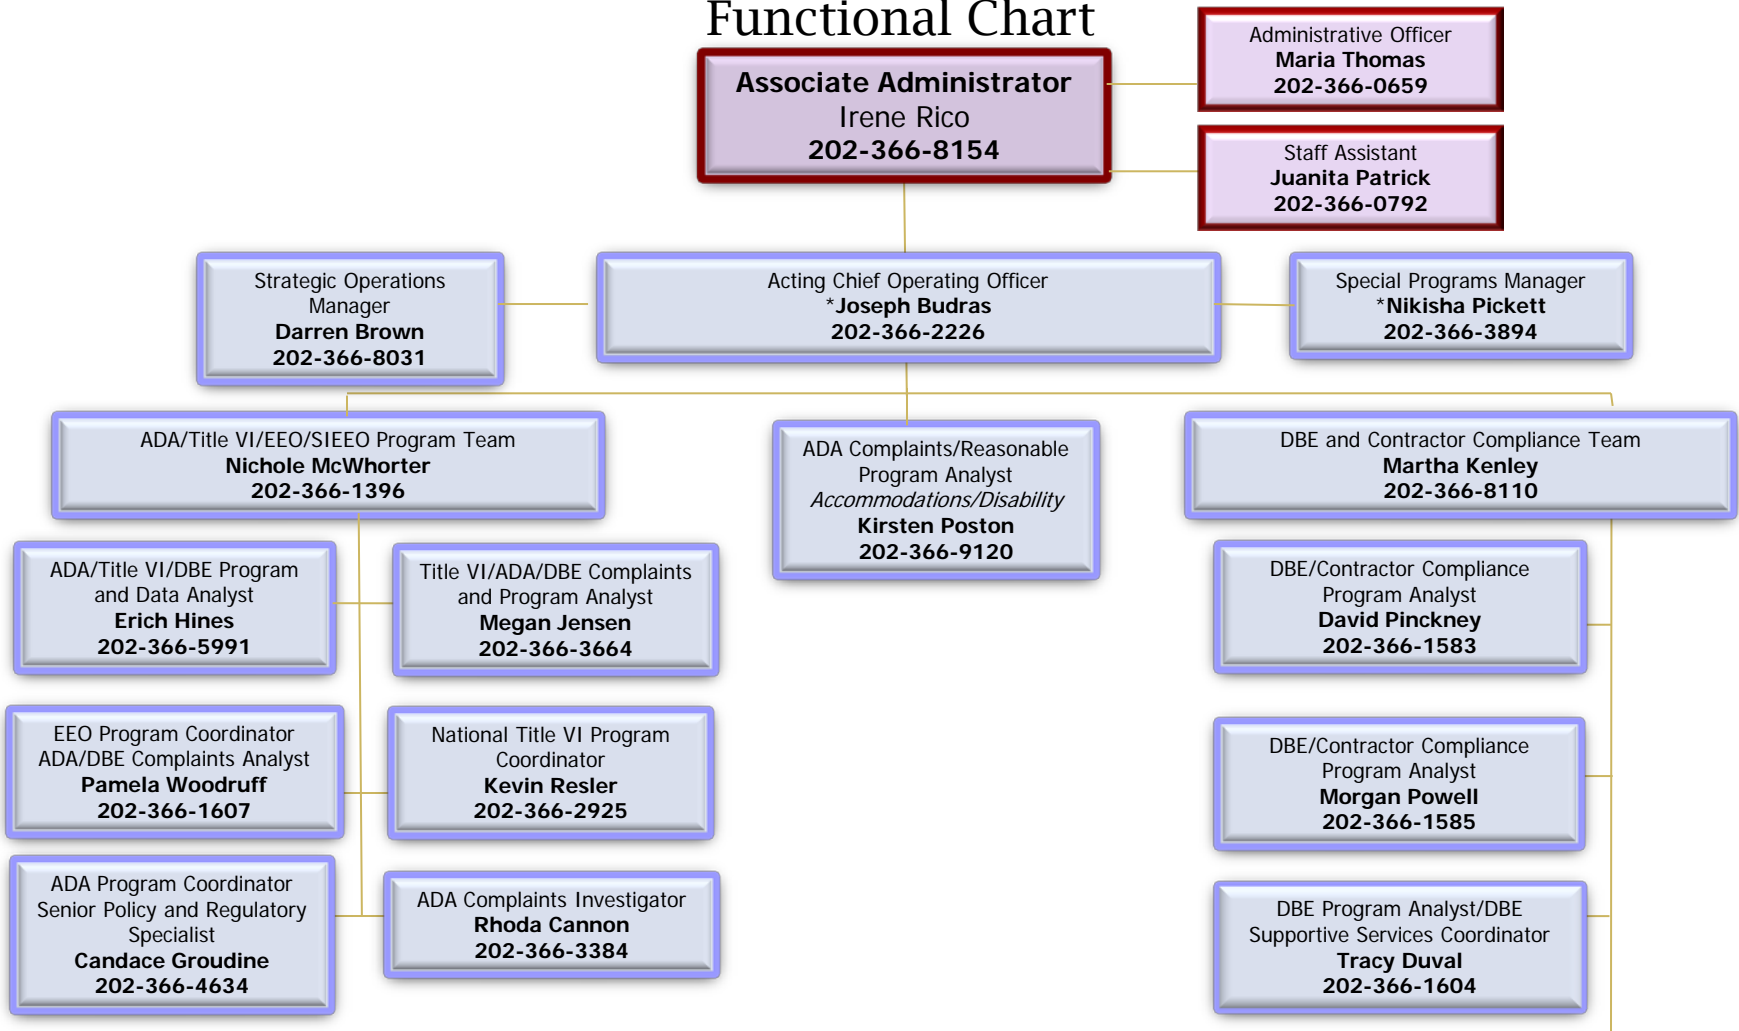 Functional Chart
Associate Administrator
Irene Rico
202-366-8154
Administrative Officer
Maria Thomas
202-366-0659
Staff Assistant
Juanita Patrick
202-366-0792
Strategic Operations
Manager
Darren Brown
202-366-8031
Acting Chief Operating Officer
*Joseph Budras
202-366-2226
Special Programs Manager
*Nikisha Pickett
202-366-3894
ADA/Title VI/EEO/SIEEO Program Team
Nichole McWhorter
202-366-1396
ADA Complaints/Reasonable
Program Analyst
Accommodations/Disability
Kirsten Poston
202-366-9120
DBE and Contractor Compliance Team
Martha Kenley
202-366-8110
ADA/Title VI/DBE Program
and Data Analyst
Erich Hines
202-366-5991
Title VI/ADA/DBE Complaints
and Program Analyst
Megan Jensen
202-366-3664
DBE/Contractor Compliance
Program Analyst
David Pinckney
202-366-1583
EEO Program Coordinator
ADA/DBE Complaints Analyst
Pamela Woodruff
202-366-1607
National Title VI Program
Coordinator
Kevin Resler
202-366-2925
DBE/Contractor Compliance
Program Analyst
Morgan Powell
202-366-1585
ADA Program Coordinator
Senior Policy and Regulatory
Specialist
Candace Groudine
202-366-4634
ADA Complaints Investigator
Rhoda Cannon
202-366-3384
DBE Program Analyst/DBE
Supportive Services Coordinator
Tracy Duval
202-366-1604